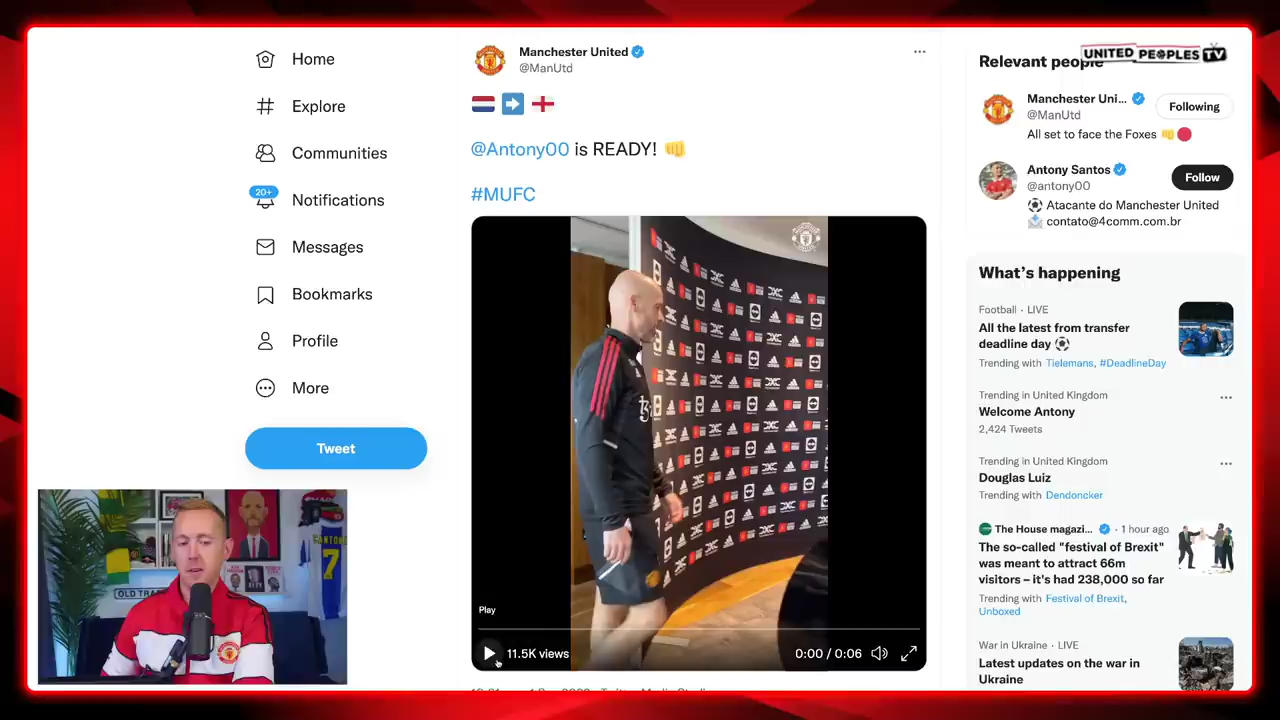 Home
Explore
Communities
20+
Notifications
Messages
Bookmarks
Profile
More
Tweet
OLD TRA
Manchester United
@ManUtd
@Antony00 is READY!
#MUFC
Play
11.5K views
0:00 / 0:06
UNITED PEOPLES TV
Relevant people
Manchester Uni...
@ManUtd
Following
All set to face the Foxes
Antony Santos
@antony00
Follow
Atacante do Manchester United
contato@4comm.com.br
What's happening
Football · LIVE
All the latest from transfer
deadline day
Trending with Tielemans, #DeadlineDay
Trending in United Kingdom
Welcome Antony
2,424 Tweets
Trending in United Kingdom
Douglas Luiz
Trending with Dendoncker
The House magazi... · 1 hour ago
The so-called "festival of Brexit"
was meant to attract 66m
visitors – it's had 238,000 so far
Trending with Festival of Brexit,
Unboxed
War in Ukraine · LIVE
Latest updates on the war in
Ukraine